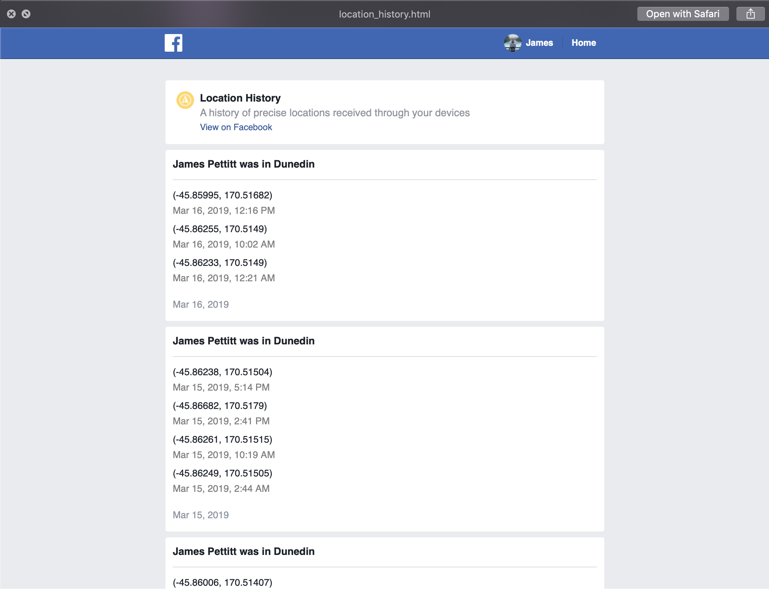 location_history.html
Open with Safari
James
Home
Location History
A history of precise locations received through your devices
View on Facebook
James Pettitt was in Dunedin
(-45.85995, 170.51682)
Mar 16, 2019, 12:16 PM
(-45.86255, 170.5149)
Mar 16, 2019, 10:02 AM
(-45.86233, 170.5149)
Mar 16, 2019, 12:21 AM
Mar 16, 2019
James Pettitt was in Dunedin
(-45.86238, 170.51504)
Mar 15, 2019, 5:14 PM
(-45.86682, 170.5179)
Mar 15, 2019, 2:41 PM
(-45.86261, 170.51515)
Mar 15, 2019, 10:19 AM
(-45.86249, 170.51505)
Mar 15, 2019, 2:44 AM
Mar 15, 2019
James Pettitt was in Dunedin
(-45.86006, 170.51407)